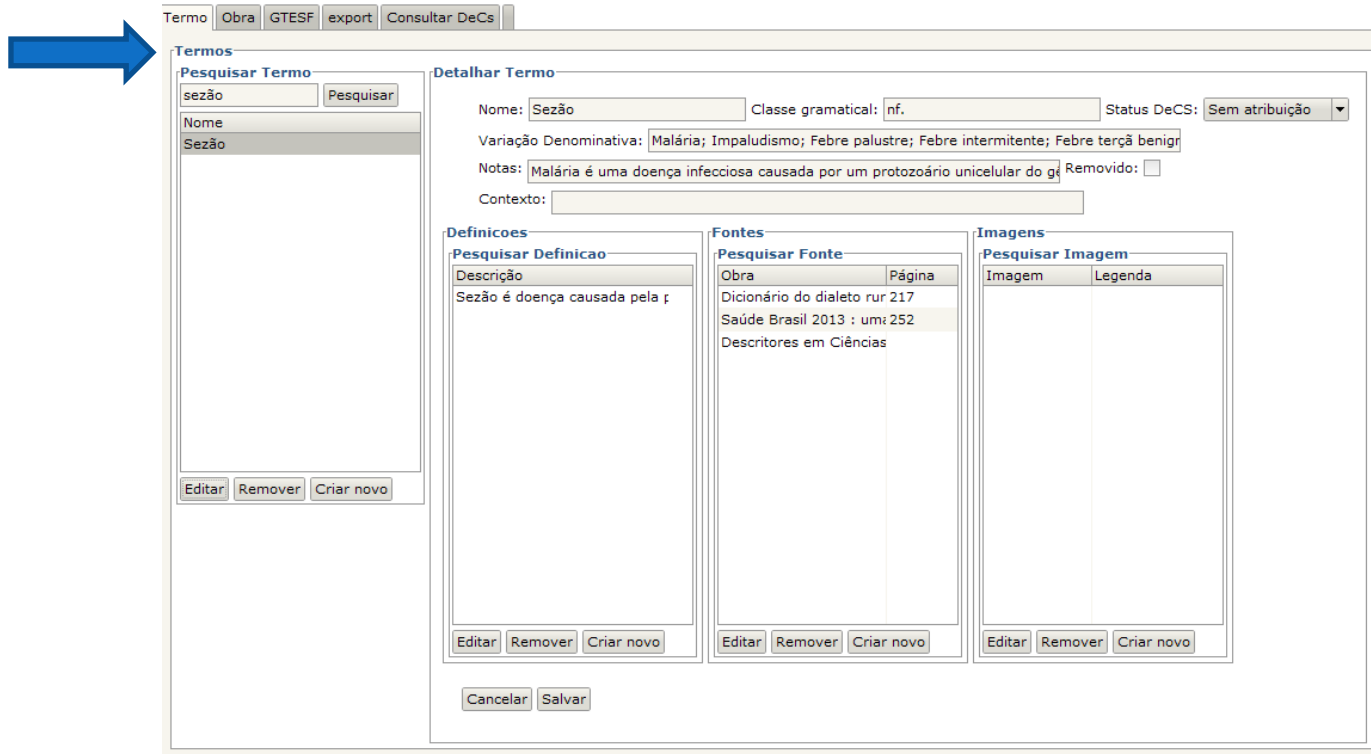 Termo Obra GTESF export Consultar DeCs
Termos
Pesquisar Termo
sezão Pesquisar
Nome
Sezão
Editar Remover Criar novo
Detalhar Termo
Nome: Sezão Classe gramatical: nf. Status DeCS: Sem atribuição
Variação Denominativa: Malária; Impaludismo; Febre palustre; Febre intermitente; Febre terçã benigr
Notas: Malária é uma doença infecciosa causada por um protozoário unicelular do gê Removido:
Contexto:
Definicoes
Pesquisar Definicao
Descrição
Sezão é doença causada pela p
Editar Remover Criar novo
Fontes
Pesquisar Fonte
Obra Página
Dicionário do dialeto rur 217
Saúde Brasil 2013 : uma 252
Descritores em Ciências
Editar Remover Criar novo
Imagens
Pesquisar Imagem
Imagem Legenda
Editar Remover Criar novo
Cancelar Salvar